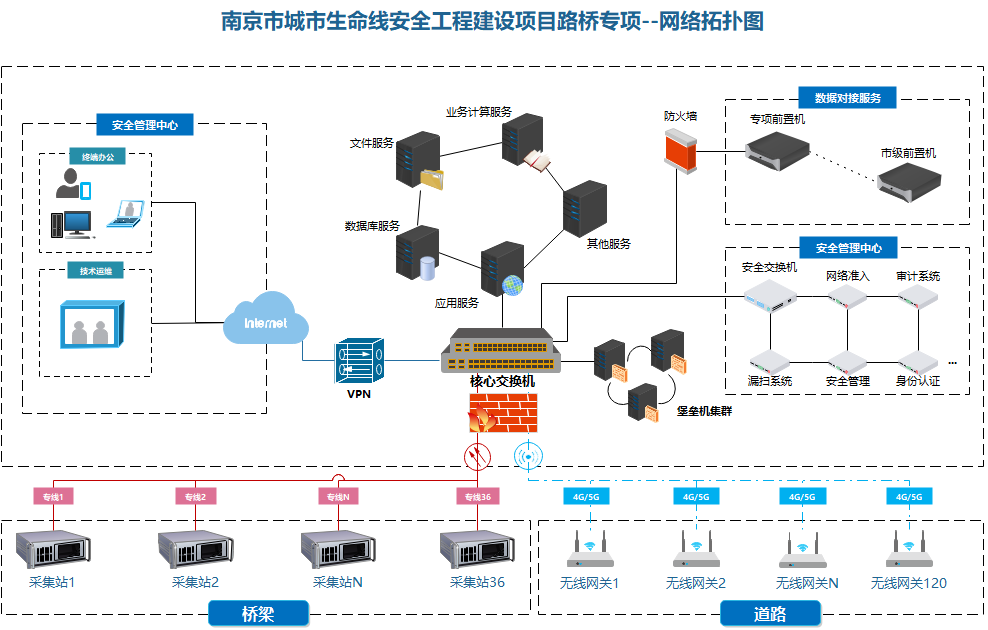 南京市城市生命线安全工程建设项目路桥专项--网络拓扑图
安全管理中心
终端办公
技术运维
Internet
VPN
文件服务
业务计算服务
数据库服务
应用服务
其他服务
防火墙
数据对接服务
专项前置机
市级前置机
安全管理中心
安全交换机
网络准入
审计系统
漏扫系统
安全管理
身份认证
...
核心交换机
堡垒机集群
专线1
专线2
专线N
专线36
4G/5G
4G/5G
4G/5G
4G/5G
采集站1
采集站2
采集站N
采集站36
无线网关1
无线网关2
无线网关N
无线网关120
桥梁
道路